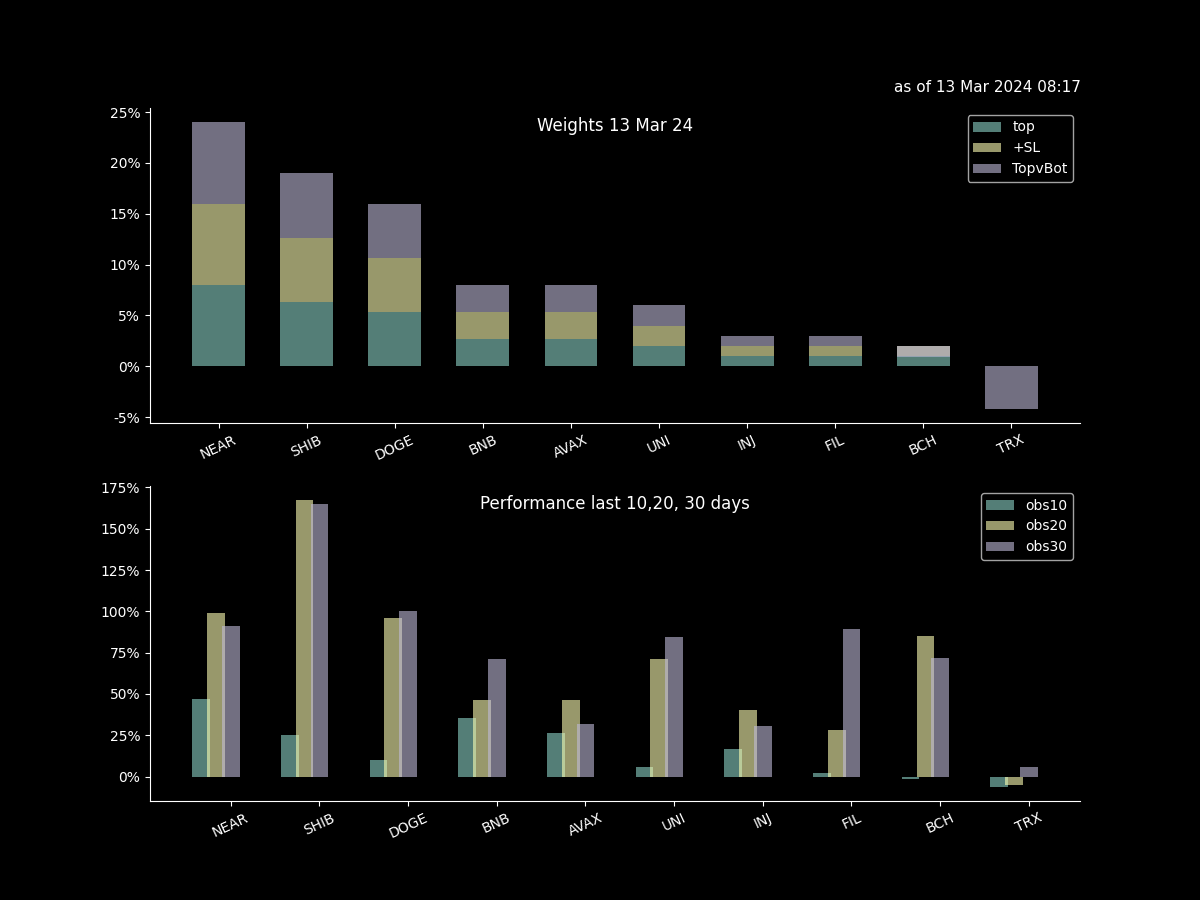 as of 13 Mar 2024 08:17
Weights 13 Mar 24
25%
20%
15%
10%
5%
0%
-5%
top
+SL
TopvBot
NEAR
SHIB
DOGE
BNB
AVAX
UNI
INJ
FIL
BCH
TRX
Performance last 10,20, 30 days
175%
150%
125%
100%
75%
50%
25%
0%
obs10
obs20
obs30
NEAR
SHIB
DOGE
BNB
AVAX
UNI
INJ
FIL
BCH
TRX